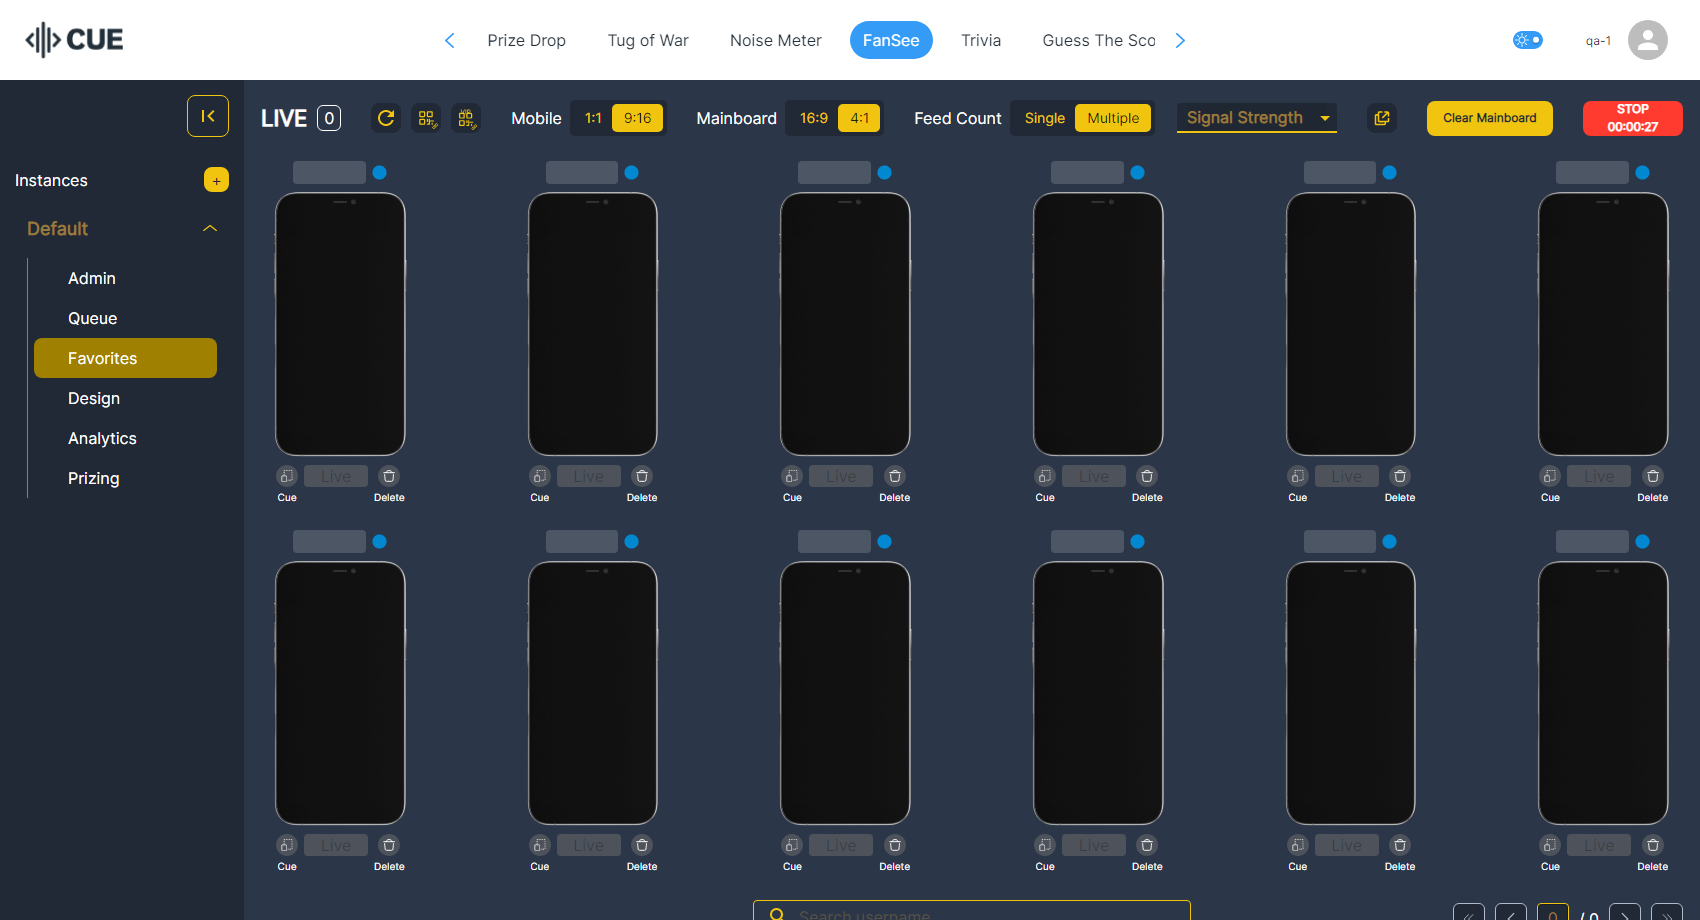 CUE
Prize Drop
Tug of War
Noise Meter
FanSee
Trivia
Guess The Sco
qa-1
LIVE 0
Mobile 1:1 9:16
Mainboard 16:9 4:1
Feed Count Single Multiple
Signal Strength
Clear Mainboard
STOP
00:00:27
Instances +
Default
Admin
Queue
Favorites
Design
Analytics
Prizing
Live Live Live Live Live Live
Cue Delete Cue Delete Cue Delete Cue Delete Cue Delete Cue Delete
Live Live Live Live Live Live
Cue Delete Cue Delete Cue Delete Cue Delete Cue Delete Cue Delete
Search username
0 / 0